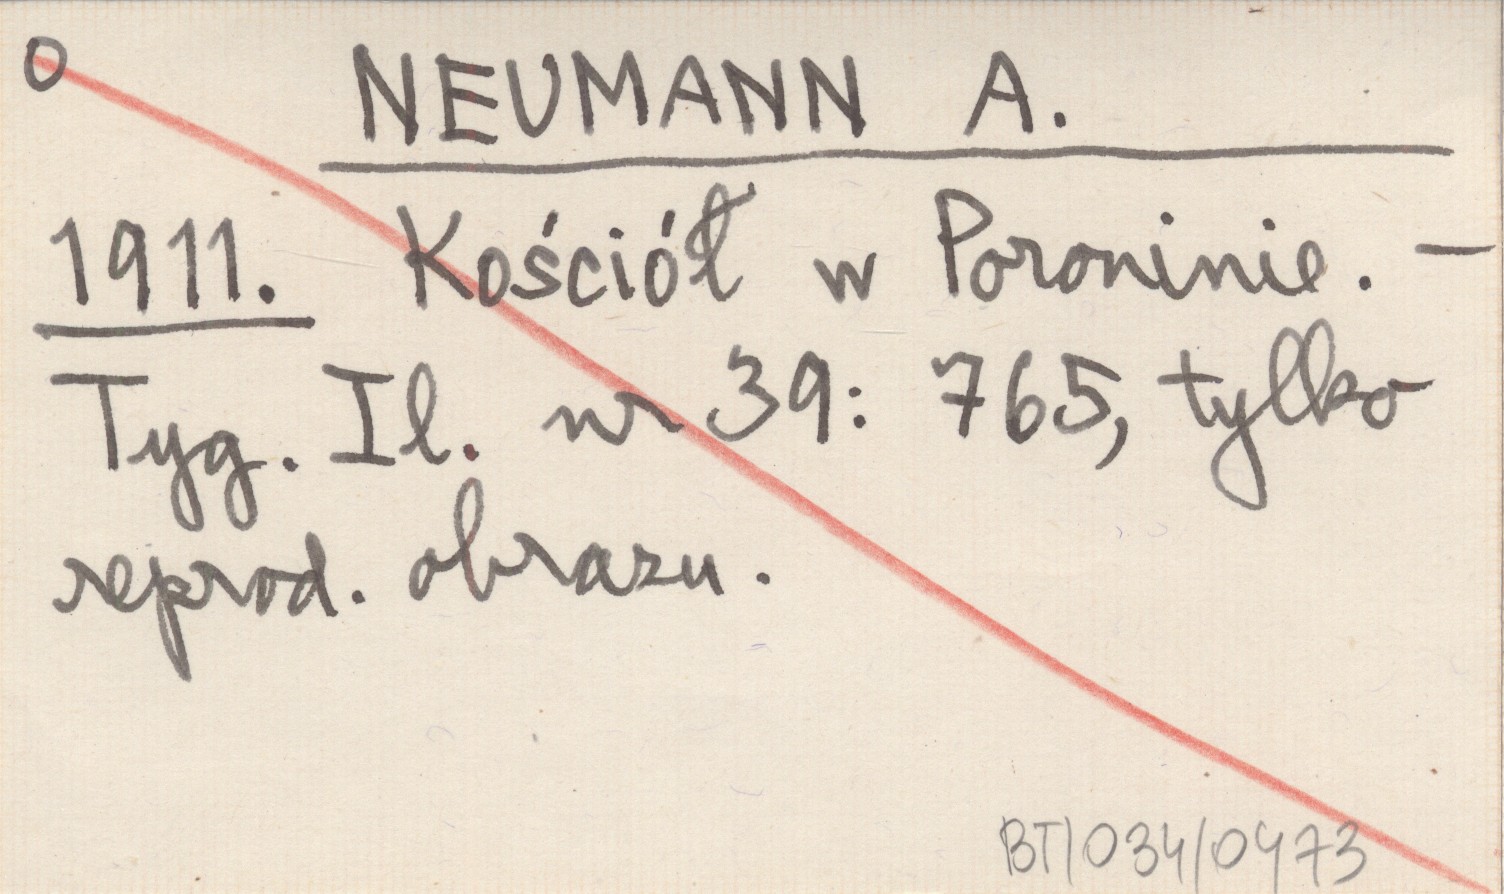 O
NEUMANN A.
1911. Kościół w Poroninie. —
Tyg. Il. nr 39: 765, tylko
reprod. obrazu.
BT/034/0473